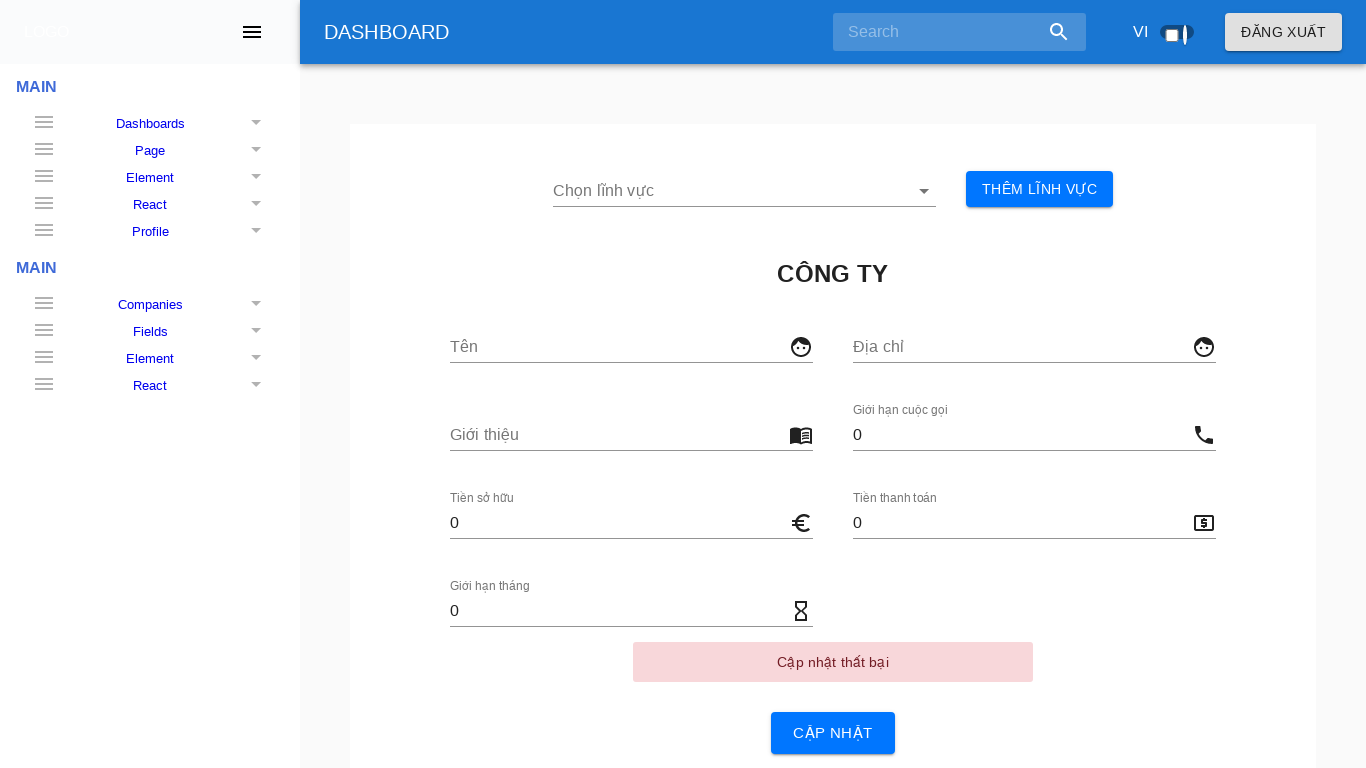 LOGO
DASHBOARD
Search
VI
ĐĂNG XUẤT
MAIN
Dashboards
Page
Element
React
Profile
MAIN
Companies
Fields
Element
React
Chọn lĩnh vực
THÊM LĨNH VỰC
CÔNG TY
Tên
Địa chỉ
Giới thiệu
Giới hạn cuộc gọi
0
Tiền sở hữu
0
Tiền thanh toán
0
Giới hạn tháng
0
Cập nhật thất bại
CẬP NHẬT